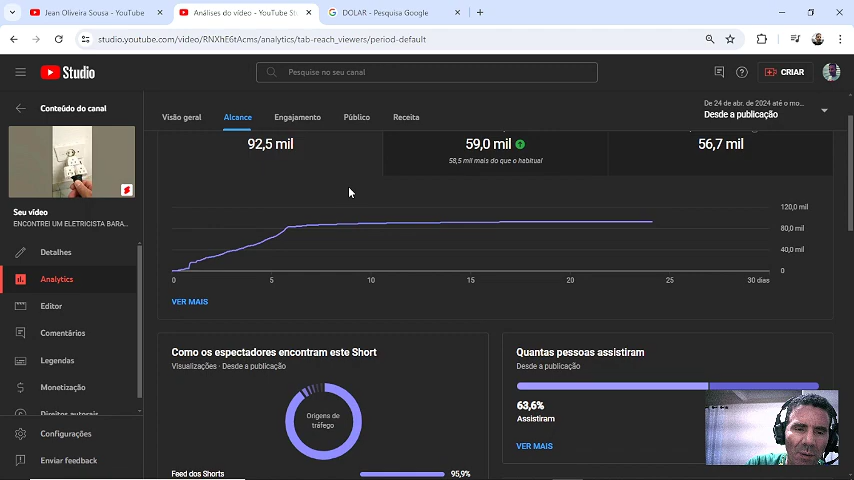 Jean Oliveira Sousa - YouTube
Análises do vídeo - YouTube St
DOLAR - Pesquisa Google
studio.youtube.com/video/RNXhE6tAcms/analytics/tab-reach_viewers/period-default
Studio
Pesquise no seu canal
CRIAR
Conteúdo do canal
Seu vídeo
ENCONTREI UM ELETRICISTA BARA...
Detalhes
Analytics
Editor
Comentários
Legendas
Monetização
Direitos autorais
Configurações
Enviar feedback
Visão geral
Alcance
Engajamento
Público
Receita
De 24 de abr. de 2024 até o mo...
Desde a publicação
92,5 mil
59,0 mil
58,5 mil mais do que o habitual
56,7 mil
120,0 mil
80,0 mil
40,0 mil
0
0 5 10 15 20 25 30 dias
VER MAIS
Como os espectadores encontram este Short
Visualizações · Desde a publicação
Origens de
tráfego
Feed dos Shorts 95,9%
Quantas pessoas assistiram
Desde a publicação
63,6%
Assistiram
VER MAIS